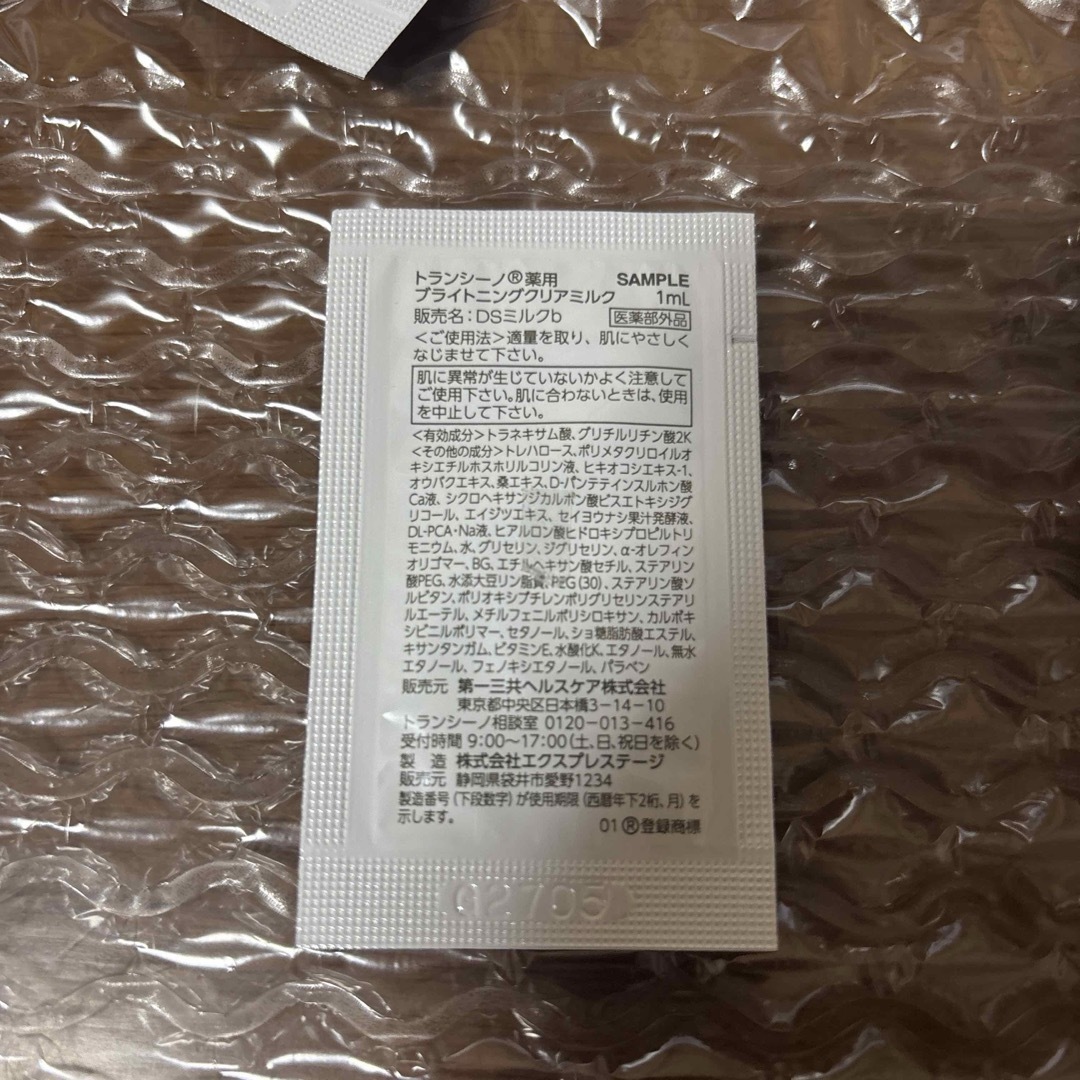 トランシーノ®薬用 SAMPLE
ブライトニングクリアミルク 1mL
販売名:DSミルクb 医薬部外品
<ご使用法>適量を取り、肌にやさしく
なじませて下さい。
肌に異常が生じていないかよく注意して
ご使用下さい。肌に合わないときは、使用
を中止して下さい。
<有効成分>トラネキサム酸、グリチルリチン酸2K
<その他の成分>トレハロース、ポリメタクリロイルオ
キシエチルホスホリルコリン液、ヒキオコシエキス-1、
オウバクエキス、桑エキス、D-パンテテインスルホン酸
Ca液、シクロヘキサンジカルボン酸ビスエトキシジグ
リコール、エイジツエキス、セイヨウナシ果汁発酵液、
DL-PCA・Na液、ヒアルロン酸ヒドロキシプロピルトリ
モニウム、水、グリセリン、ジグリセリン、α-オレフィン
オリゴマー、BG、エチルヘキサン酸セチル、ステアリン
酸PEG、水添大豆リン脂質、PEG(30)、ステアリン酸ソ
ルビタン、ポリオキシブチレンポリグリセリンステアリ
ルエーテル、メチルフェニルポリシロキサン、カルボキ
シビニルポリマー、セタノール、ショ糖脂肪酸エステル、
キサンタンガム、ビタミンE、水酸化K、エタノール、無水
エタノール、フェノキシエタノール、パラベン
販売元 第一三共ヘルスケア株式会社
東京都中央区日本橋3-14-10
トランシーノ相談室 0120-013-416
受付時間 9:00〜17:00(土、日、祝日を除く)
製 造 株式会社エクスプレステージ
販売元 静岡県袋井市愛野1234
製造番号(下段数字)が使用期限(西暦年下2桁、月)を
示します。
01 ®登録商標